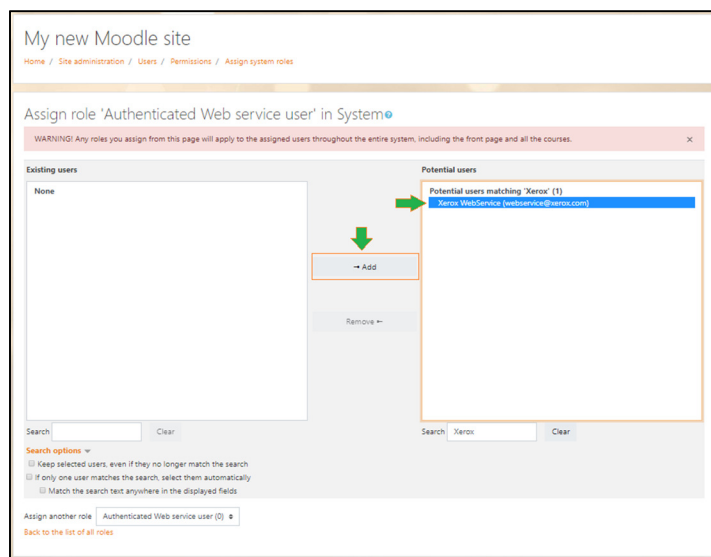 My new Moodle site
Home / Site administration / Users / Permissions / Assign system roles
Assign role 'Authenticated Web service user' in System
WARNING! Any roles you assign from this page will apply to the assigned users throughout the entire system, including the front page and all the courses. ×
Existing users
Potential users
None
Potential users matching 'Xerox' (1)
Xerox WebService (webservice@xerox.com)
→ Add
Remove ←
Search
Clear
Search Xerox
Clear
Search options
Keep selected users, even if they no longer match the search
If only one user matches the search, select them automatically
Match the search text anywhere in the displayed fields
Assign another role Authenticated Web service user (0)
Back to the list of all roles